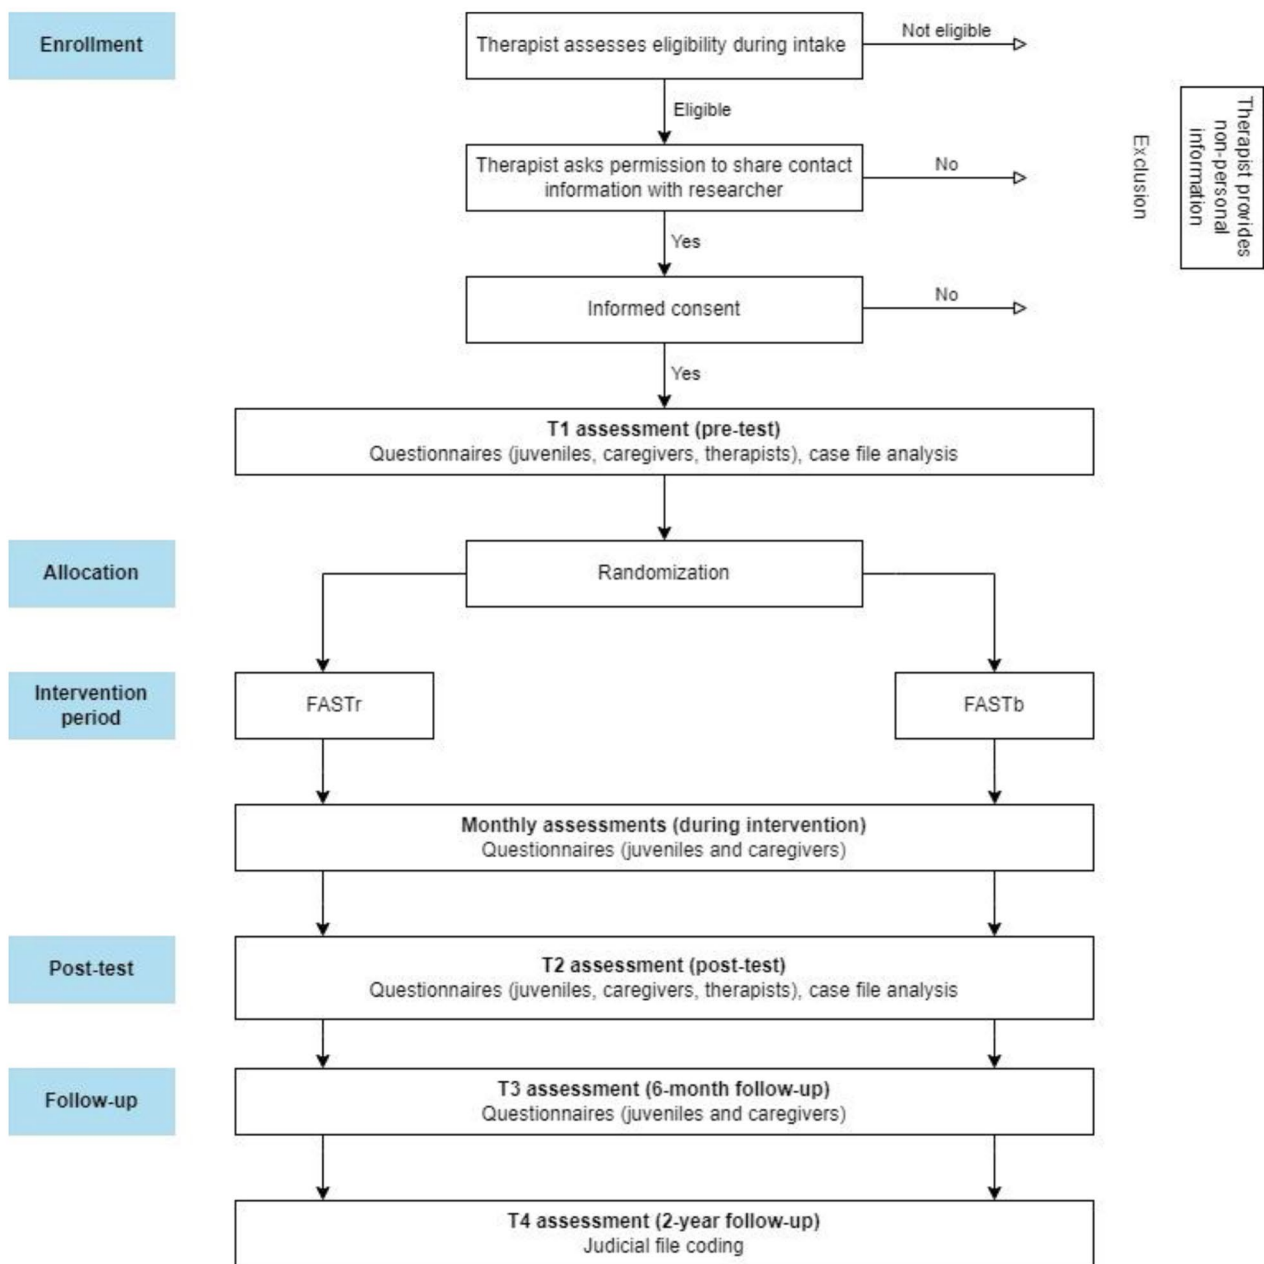 Enrollment
Therapist assesses eligibility during intake
Not eligible
Eligible
Therapist asks permission to share contact
information with researcher
No
Yes
Informed consent
No
Yes
Exclusion
Therapist provides
non-personal
information
T1 assessment (pre-test)
Questionnaires (juveniles, caregivers, therapists), case file analysis
Allocation
Randomization
Intervention
period
FASTr
FASTb
Monthly assessments (during intervention)
Questionnaires (juveniles and caregivers)
Post-test
T2 assessment (post-test)
Questionnaires (juveniles, caregivers, therapists), case file analysis
Follow-up
T3 assessment (6-month follow-up)
Questionnaires (juveniles and caregivers)
T4 assessment (2-year follow-up)
Judicial file coding